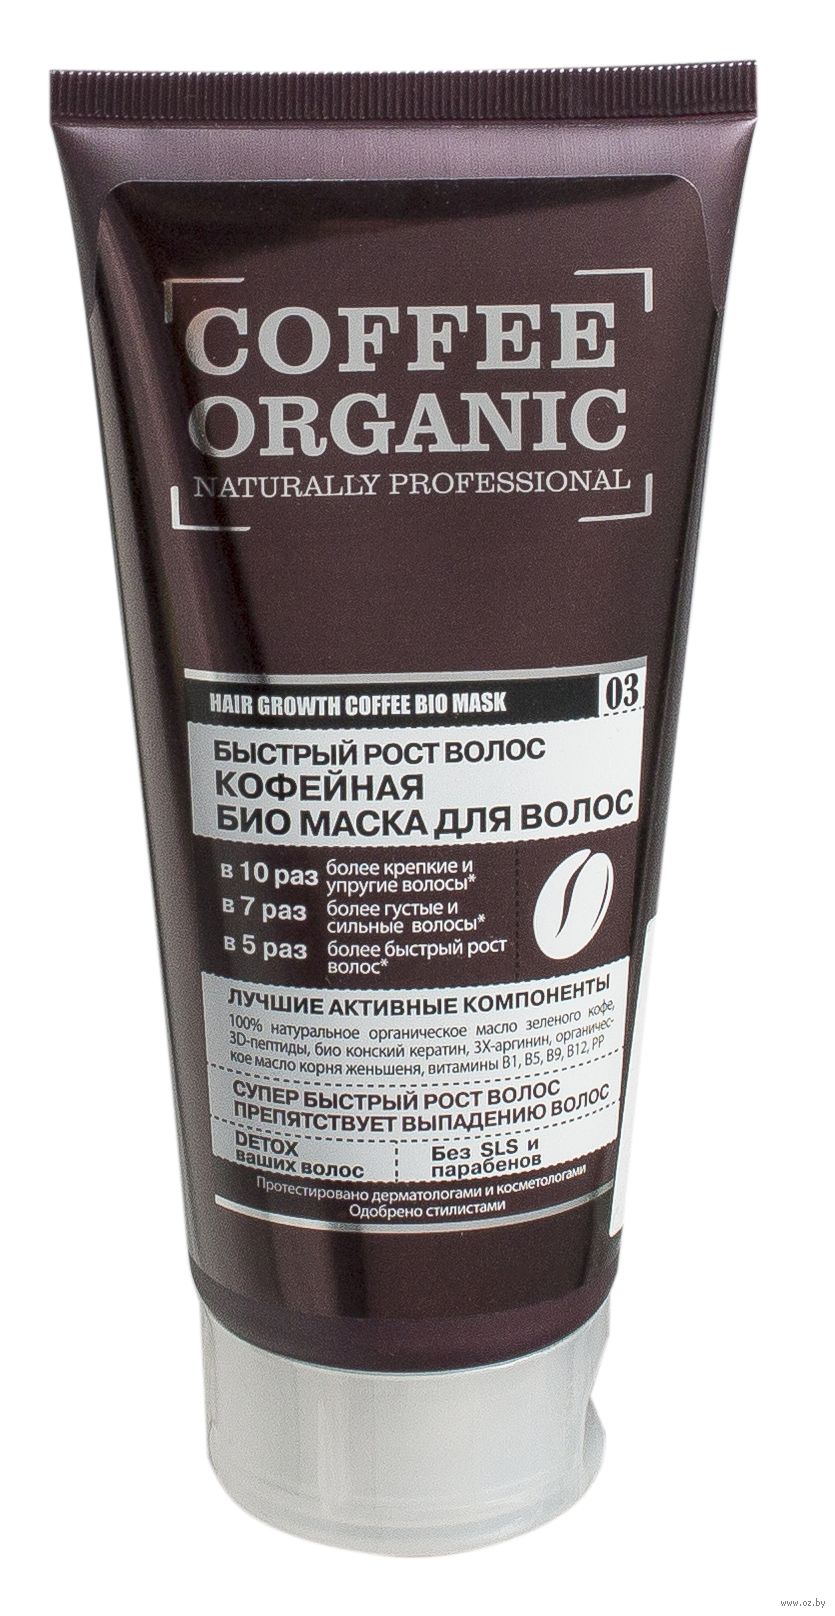 COFFEE
ORGANIC
NATURALLY PROFESSIONAL
HAIR GROWTH COFFEE BIO MASK 03
БЫСТРЫЙ РОСТ ВОЛОС
КОФЕЙНАЯ
БИО МАСКА ДЛЯ ВОЛОС
в 10 раз более крепкие и
упругие волосы*
в 7 раз более густые и
сильные волосы*
в 5 раз более быстрый рост
волос*
ЛУЧШИЕ АКТИВНЫЕ КОМПОНЕНТЫ
100% натуральное органическое масло зеленого кофе,
3D-пептиды, био конский кератин, 3X-аргинин, органичес-
кое масло корня женьшеня, витамины B1, B5, B9, B12, PP
СУПЕР БЫСТРЫЙ РОСТ ВОЛОС
ПРЕПЯТСТВУЕТ ВЫПАДЕНИЮ ВОЛОС
DETOX
ваших волос
Без SLS и
парабенов
Протестировано дерматологами и косметологами
Одобрено стилистами
www.oz.by